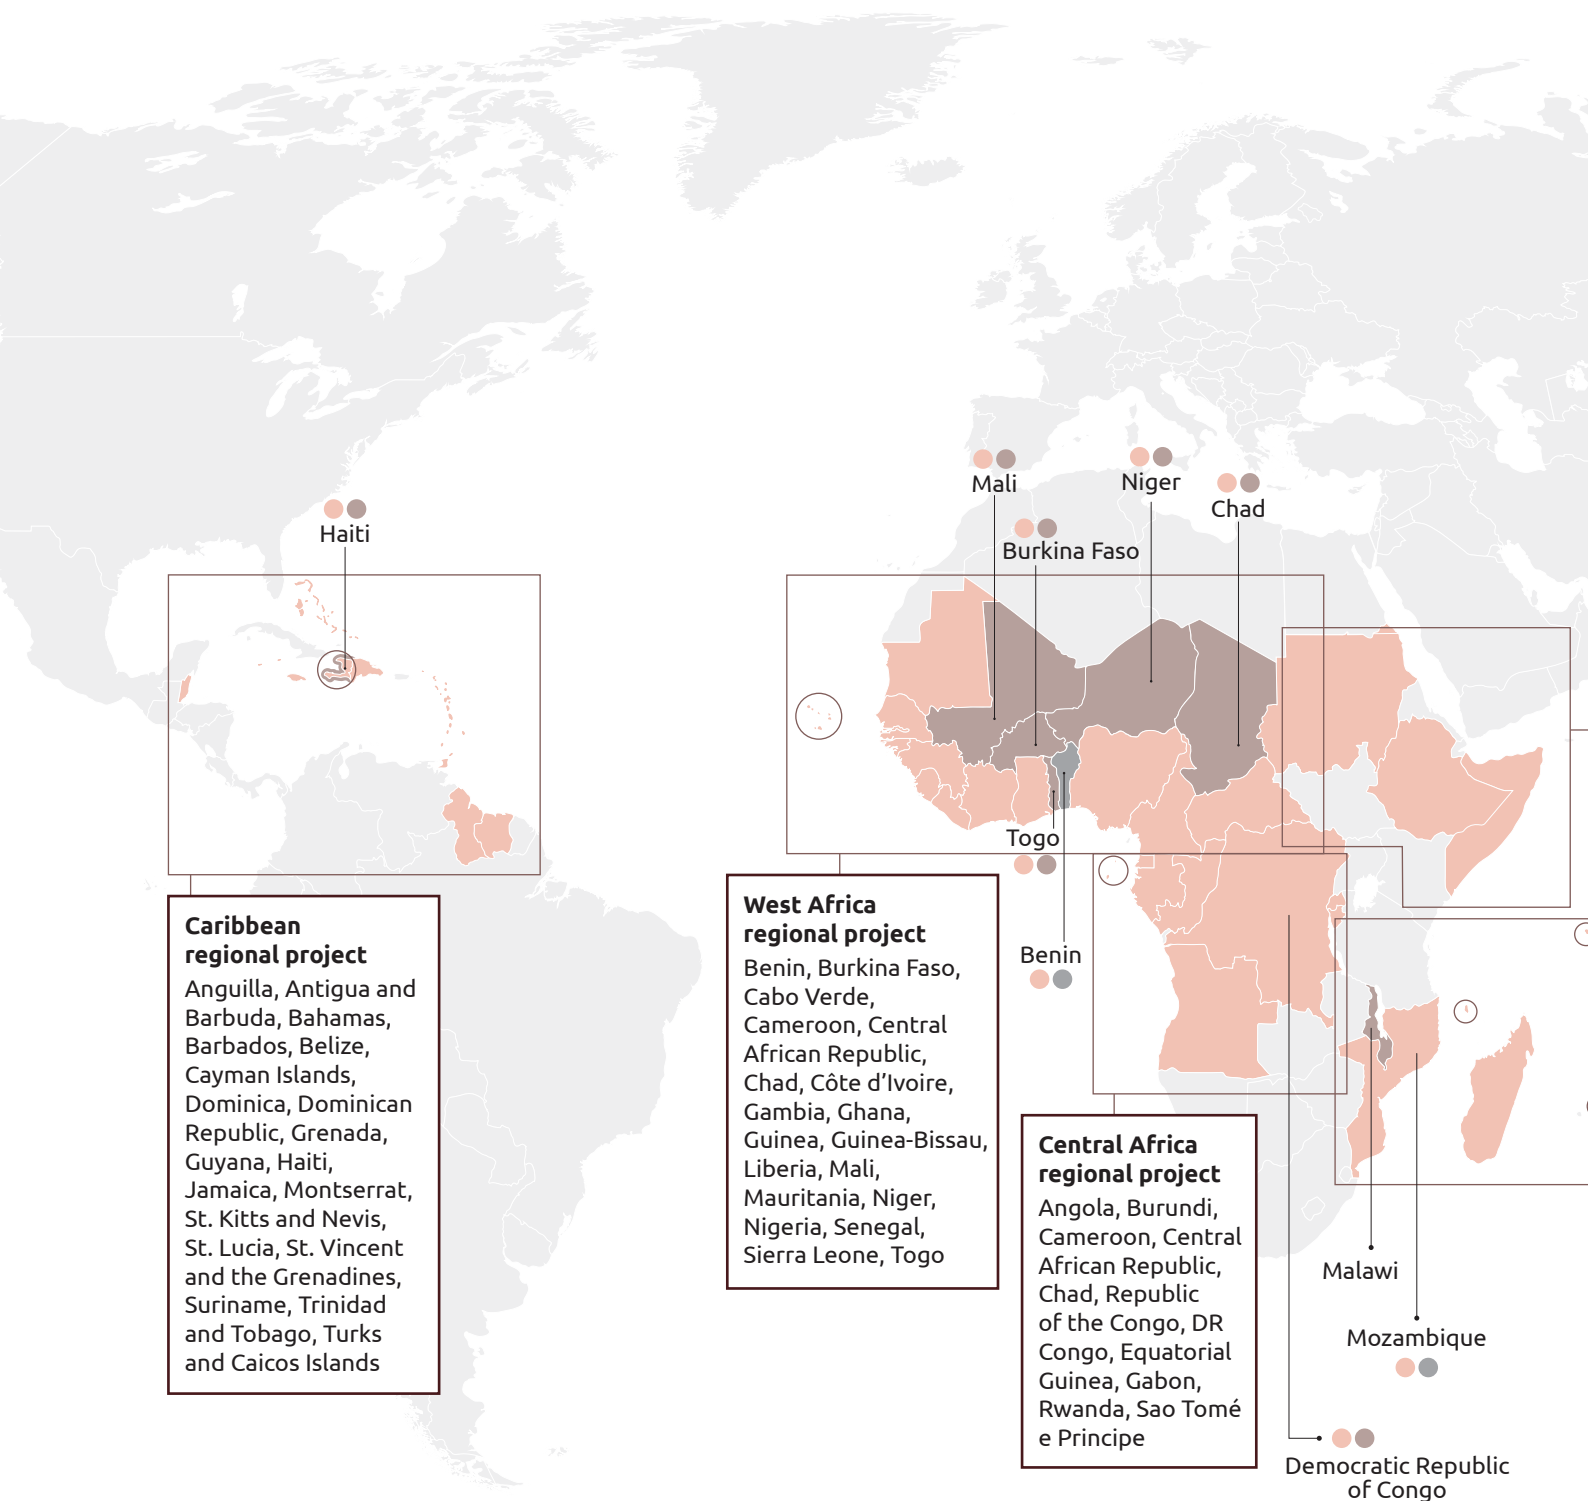 Mali
Niger
Chad
Haiti
Burkina Faso
Togo
Benin
Caribbean
regional project
Anguilla, Antigua and
Barbuda, Bahamas,
Barbados, Belize,
Cayman Islands,
Dominica, Dominican
Republic, Grenada,
Guyana, Haiti,
Jamaica, Montserrat,
St. Kitts and Nevis,
St. Lucia, St. Vincent
and the Grenadines,
Suriname, Trinidad
and Tobago, Turks
and Caicos Islands
West Africa
regional project
Benin, Burkina Faso,
Cabo Verde,
Cameroon, Central
African Republic,
Chad, Côte d’Ivoire,
Gambia, Ghana,
Guinea, Guinea-Bissau,
Liberia, Mali,
Mauritania, Niger,
Nigeria, Senegal,
Sierra Leone, Togo
Central Africa
regional project
Angola, Burundi,
Cameroon, Central
African Republic,
Chad, Republic
of the Congo, DR
Congo, Equatorial
Guinea, Gabon,
Rwanda, Sao Tomé
e Principe
Malawi
Mozambique
Democratic Republic
of Congo